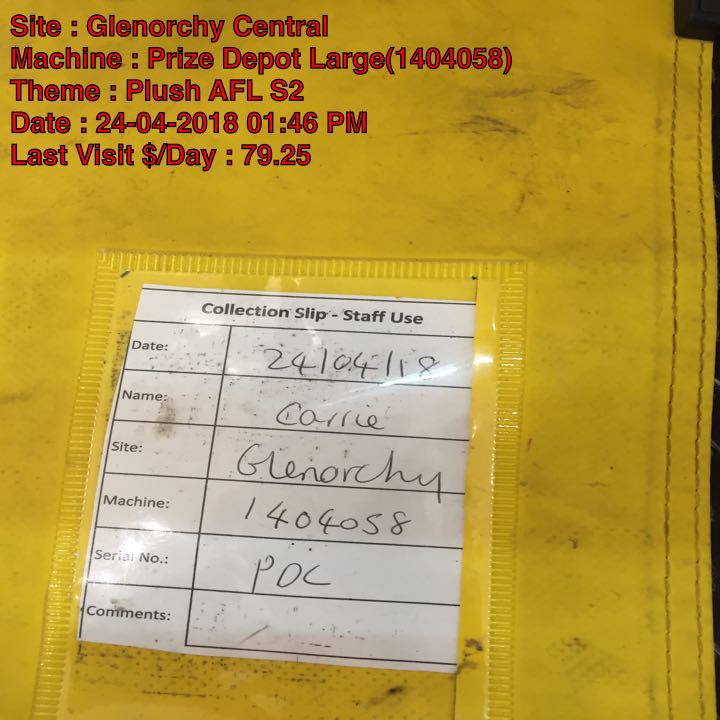 Site : Glenorchy Central
Machine : Prize Depot Large(1404058)
Theme : Plush AFL S2
Date : 24-04-2018 01:46 PM
Last Visit $/Day : 79.25
Collection Slip - Staff Use
Date: 24/04/18
Name: Carrie
Site: Glenorchy
Machine: 1404058
Serial No.: POC
Comments: